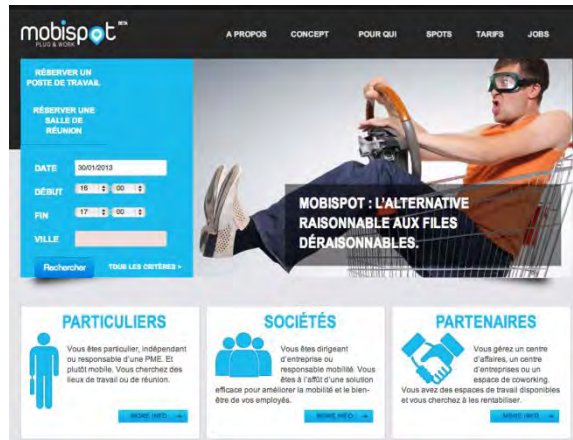 mobispot BETA
PLUG & WORK
A PROPOS CONCEPT POUR QUI SPOTS TARIFS JOBS
RÉSERVER UN
POSTE DE TRAVAIL
RÉSERVER UNE
SALLE DE
RÉUNION
DATE 30/01/2013
DÉBUT 16 00
FIN 17 00
VILLE
Rechercher TOUS LES CRITÈRES »
MOBISPOT : L'ALTERNATIVE
RAISONNABLE AUX FILES
DÉRAISONNABLES.
PARTICULIERS
Vous êtes particulier, indépendant
ou responsable d'une PME. Et
plutôt mobile. Vous cherchez des
lieux de travail ou de réunion.
MORE INFO
SOCIÉTÉS
Vous êtes dirigeant
d'entreprise ou
responsable mobilité. Vous
êtes à l'affût d'une solution
efficace pour améliorer la mobilité et le bien-
être de vos employés.
MORE INFO
PARTENAIRES
Vous gérez un centre
d'affaires, un centre
d'entreprises ou un
espace de coworking.
Vous avez des espaces de travail disponibles
et vous cherchez à les rentabiliser.
MORE INFO